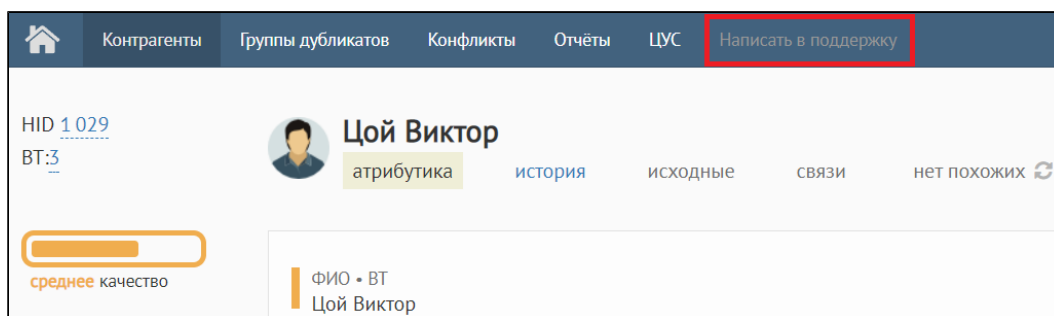 Контрагенты Группы дубликатов Конфликты Отчёты ЦУС Написать в поддержку
HID 1 029
ВТ:3
Цой Виктор
атрибутика история исходные связи нет похожих
среднее качество
ФИО • ВТ
Цой Виктор